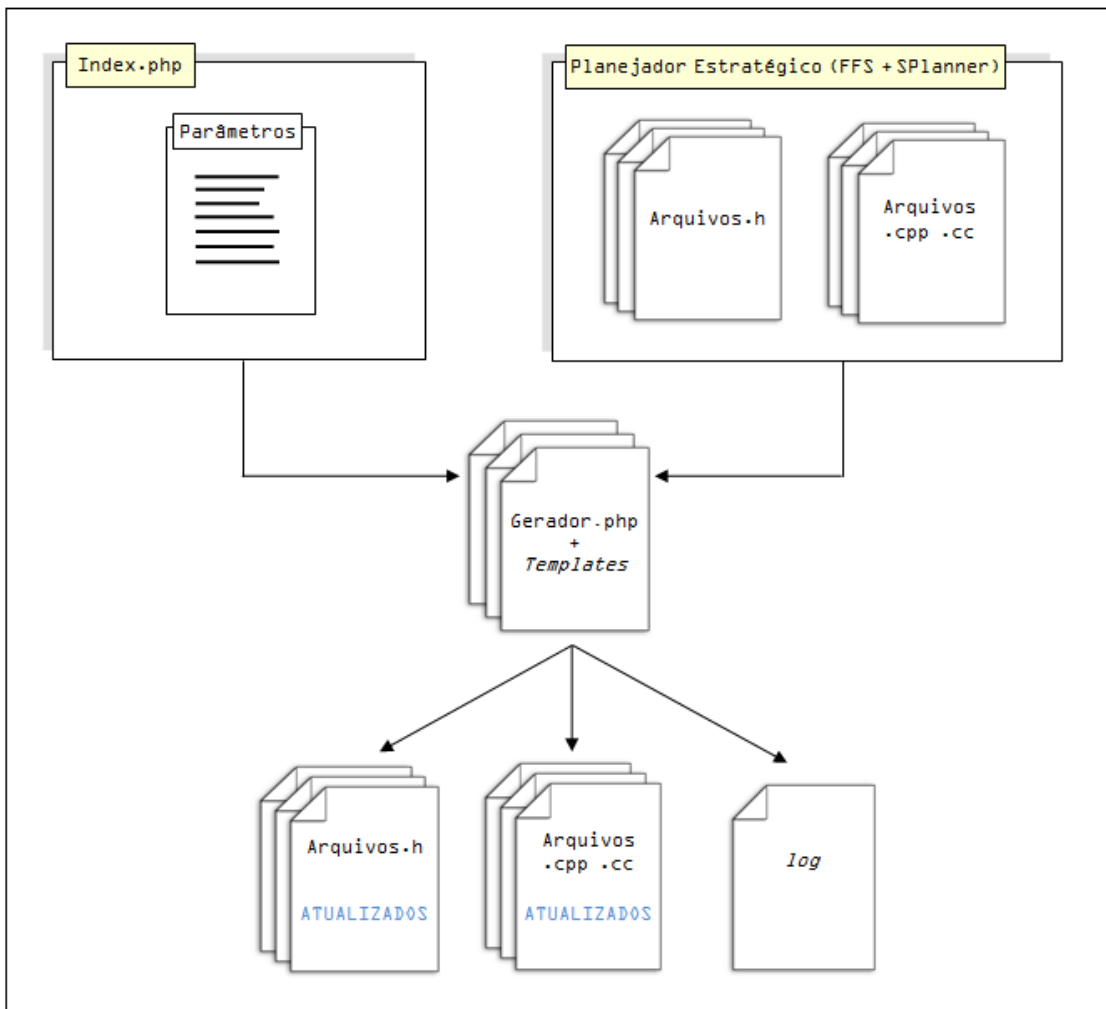 Index.php
Parâmetros
Planejador Estratégico (FFS + SPlanner)
Arquivos.h
Arquivos
.cpp .cc
Gerador.php
+
Templates
Arquivos.h
ATUALIZADOS
Arquivos
.cpp .cc
ATUALIZADOS
log